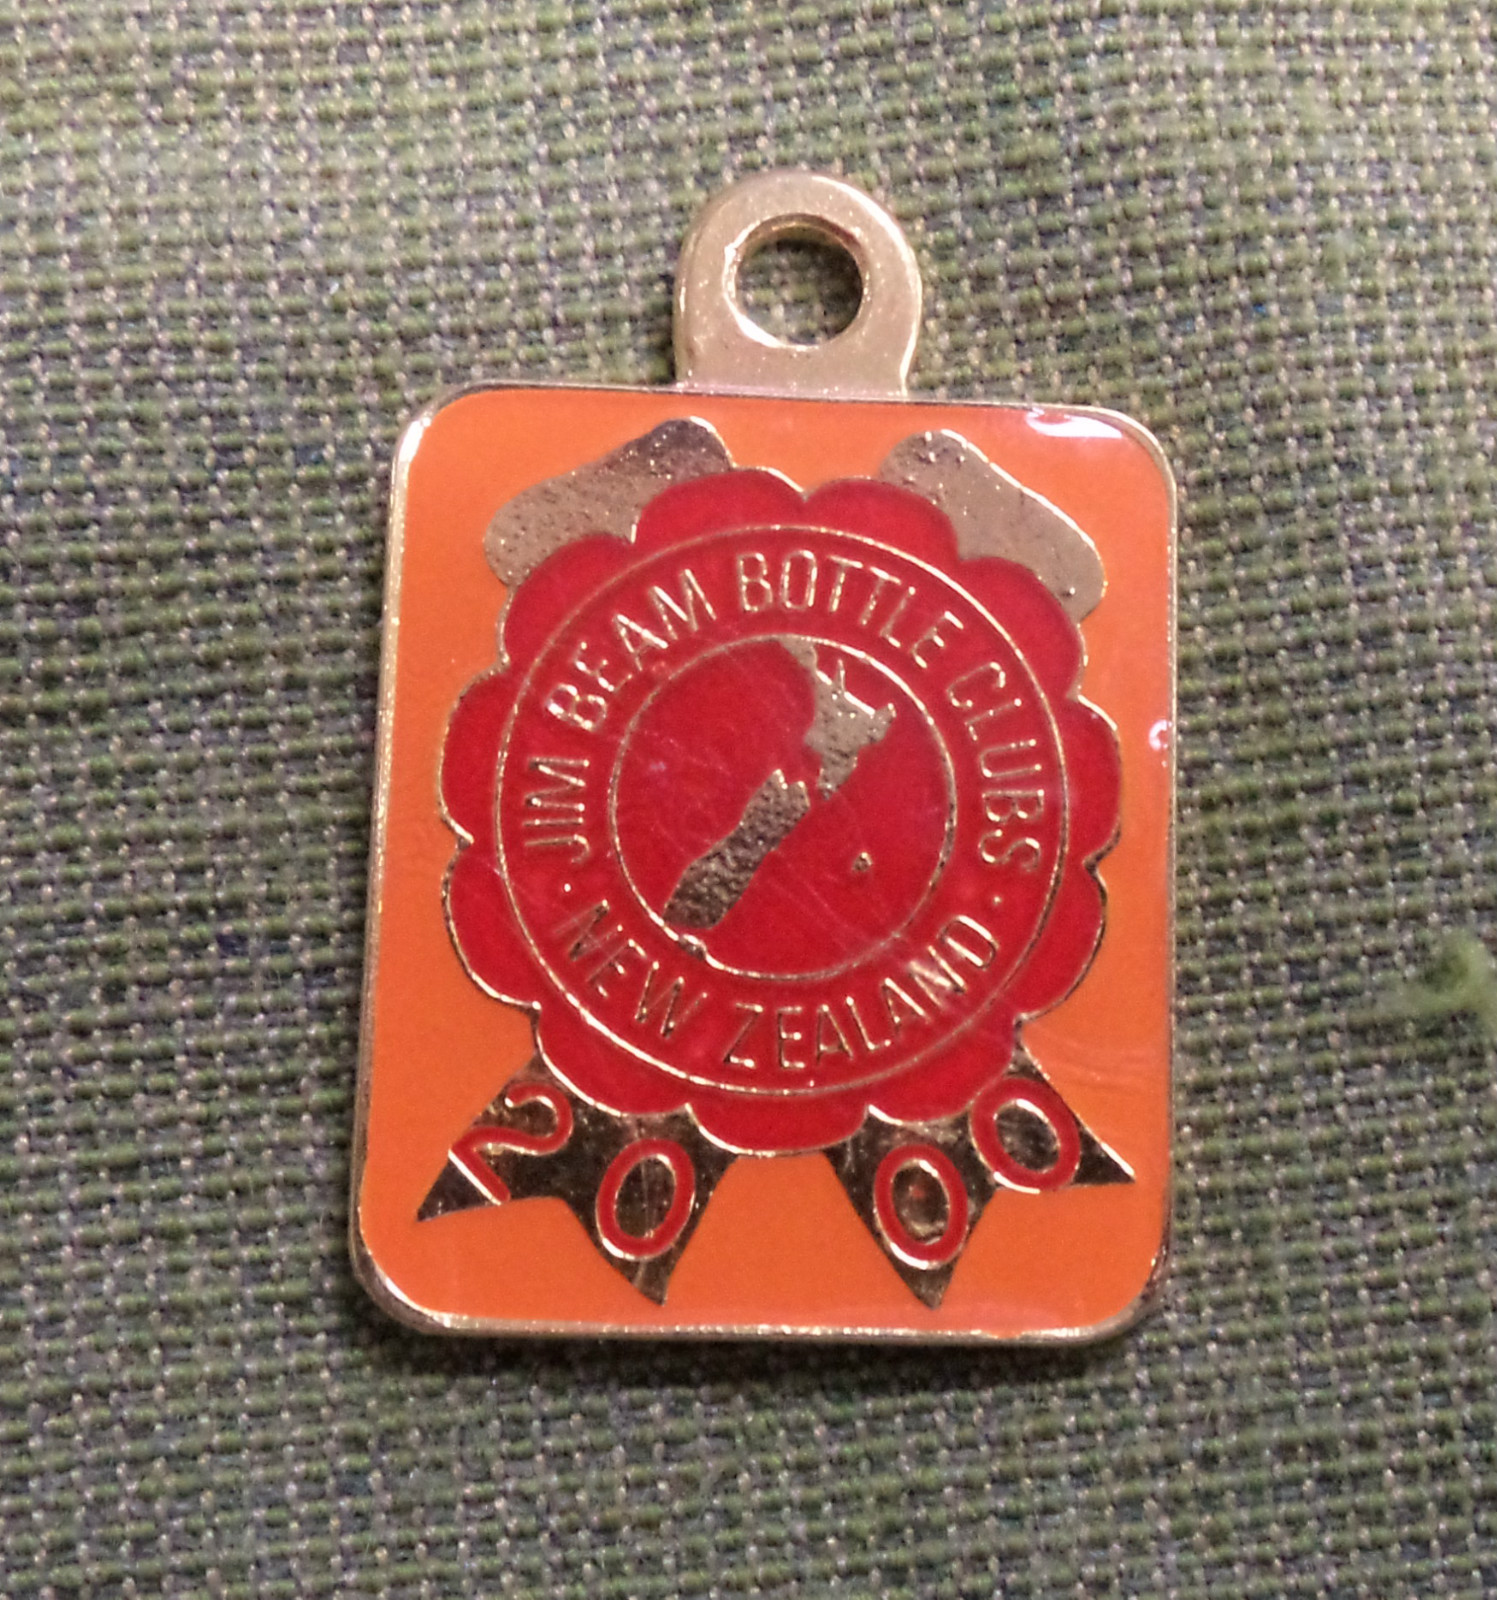 JIM BEAM BOTTLE CLUBS
· NEW ZEALAND ·
2000